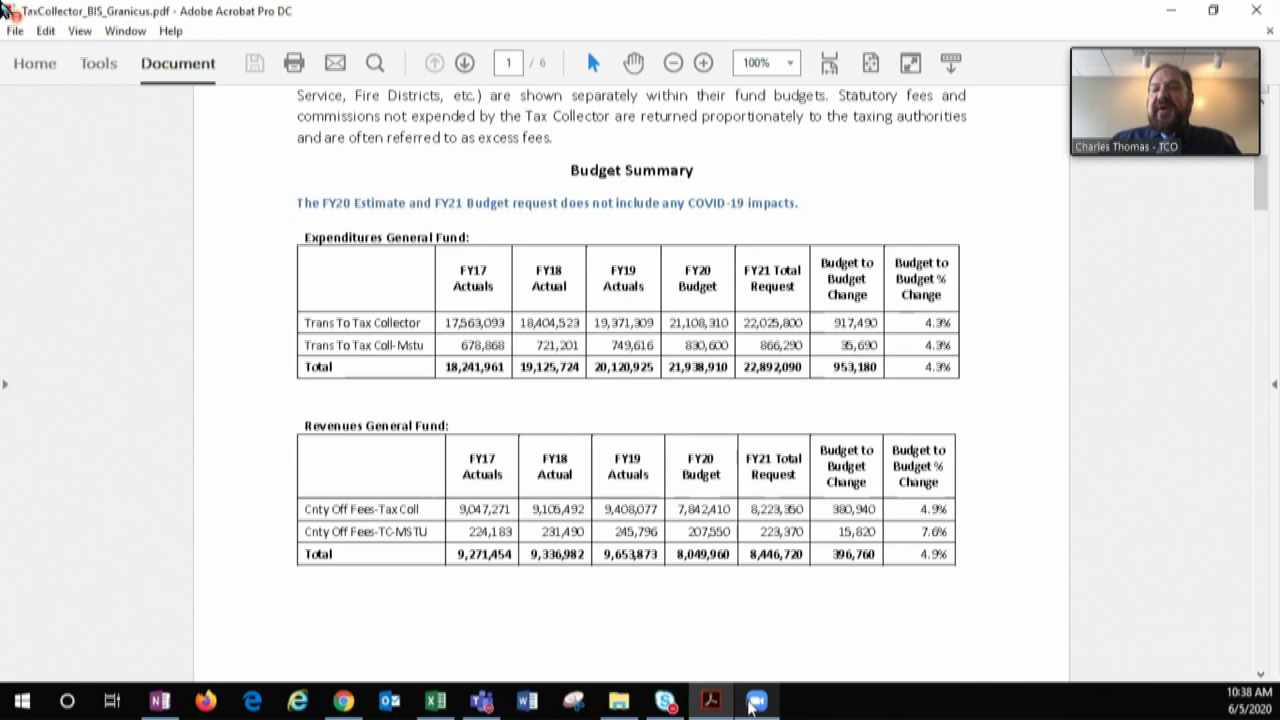 TaxCollector_BIS_Granicus.pdf - Adobe Acrobat Pro DC
File Edit View Window Help
Home Tools Document 1 / 6 100%
Service, Fire Districts, etc.) are shown separately within their fund budgets. Statutory fees and
commissions not expended by the Tax Collector are returned proportionately to the taxing authorities
and are often referred to as excess fees.
Charles Thomas - TCO
Budget Summary
The FY20 Estimate and FY21 Budget request does not include any COVID-19 impacts.
Expenditures General Fund:
FY17 Actuals FY18 Actual FY19 Actuals FY20 Budget FY21 Total Request Budget to Budget Change Budget to Budget % Change
Trans To Tax Collector 17,563,093 18,404,523 19,371,309 21,108,310 22,025,800 917,490 4.3%
Trans To Tax Coll-Mstu 678,868 721,201 749,616 830,600 866,290 35,690 4.3%
Total 18,241,961 19,125,724 20,120,925 21,938,910 22,892,090 953,180 4.3%
Revenues General Fund:
FY17 Actuals FY18 Actual FY19 Actuals FY20 Budget FY21 Total Request Budget to Budget Change Budget to Budget % Change
Cnty Off Fees-Tax Coll 9,047,271 9,105,492 9,408,077 7,842,410 8,223,350 380,940 4.9%
Cnty Off Fees-TC-MSTU 224,183 231,490 245,796 207,550 223,370 15,820 7.6%
Total 9,271,454 9,336,982 9,653,873 8,049,960 8,446,720 396,760 4.9%
10:38 AM
6/5/2020